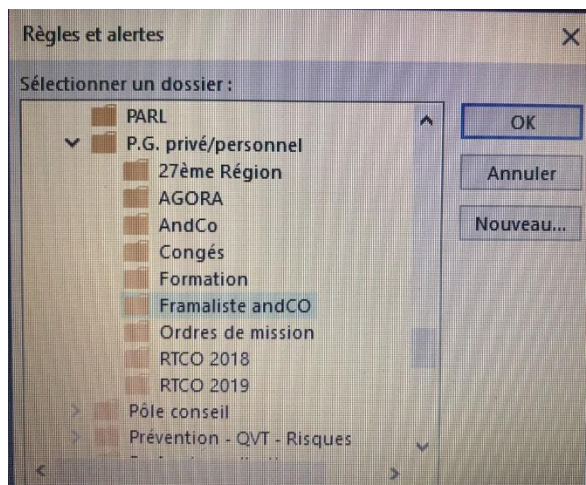 Règles et alertes
Sélectionner un dossier :
PARL
P.G. privé/personnel
27ème Région
AGORA
AndCo
Congés
Formation
Framaliste andCO
Ordres de mission
RTCO 2018
RTCO 2019
Pôle conseil
Prévention - QVT - Risques
OK
Annuler
Nouveau...